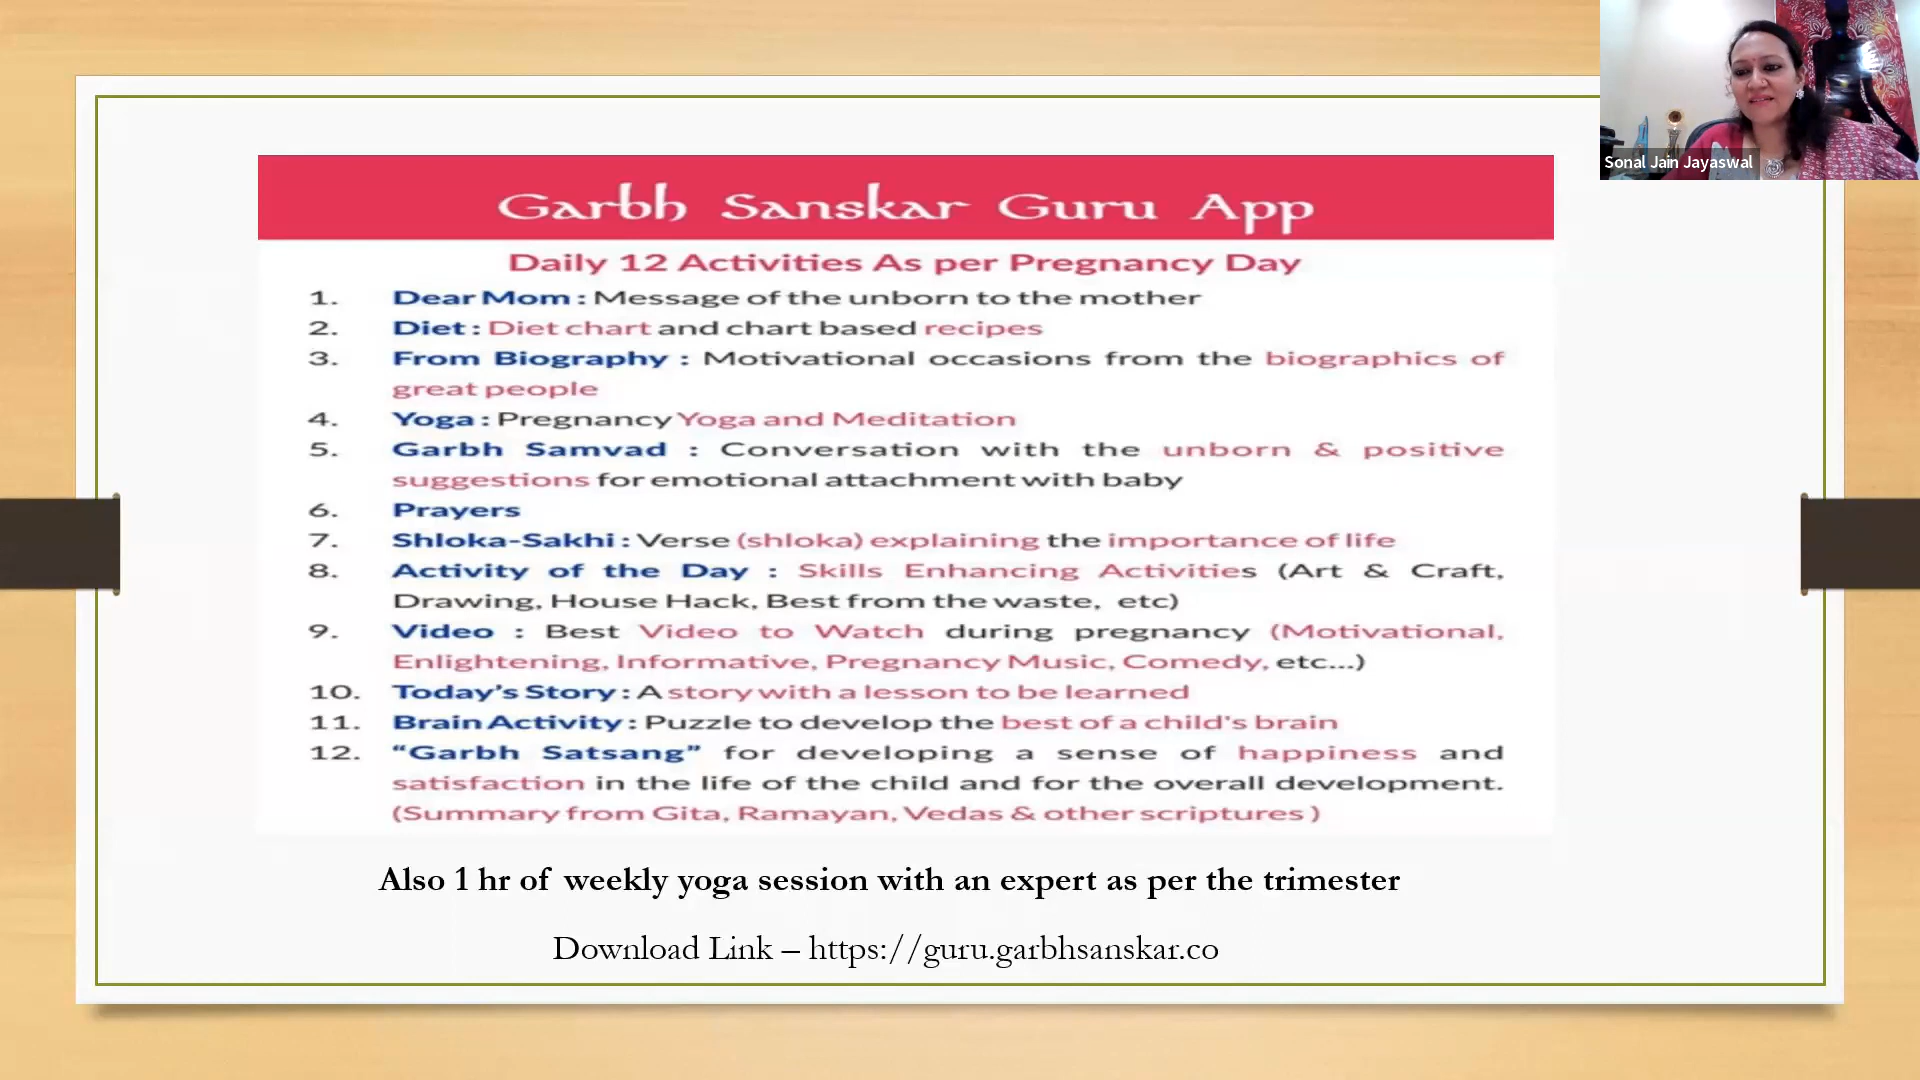 Sonal Jain Jayaswal
Garbh Sanskar Guru App
Daily 12 Activities As per Pregnancy Day
1. Dear Mom : Message of the unborn to the mother
2. Diet : Diet chart and chart based recipes
3. From Biography : Motivational occasions from the biographics of
great people
4. Yoga : Pregnancy Yoga and Meditation
5. Garbh Samvad : Conversation with the unborn & positive
suggestions for emotional attachment with baby
6. Prayers
7. Shloka-Sakhi : Verse (shloka) explaining the importance of life
8. Activity of the Day : Skills Enhancing Activities (Art & Craft,
Drawing, House Hack, Best from the waste, etc)
9. Video : Best Video to Watch during pregnancy (Motivational,
Enlightening, Informative, Pregnancy Music, Comedy, etc...)
10. Today's Story : A story with a lesson to be learned
11. Brain Activity : Puzzle to develop the best of a child's brain
12. “Garbh Satsang” for developing a sense of happiness and
satisfaction in the life of the child and for the overall development.
(Summary from Gita, Ramayan, Vedas & other scriptures )
Also 1 hr of weekly yoga session with an expert as per the trimester
Download Link – https://guru.garbhsanskar.co